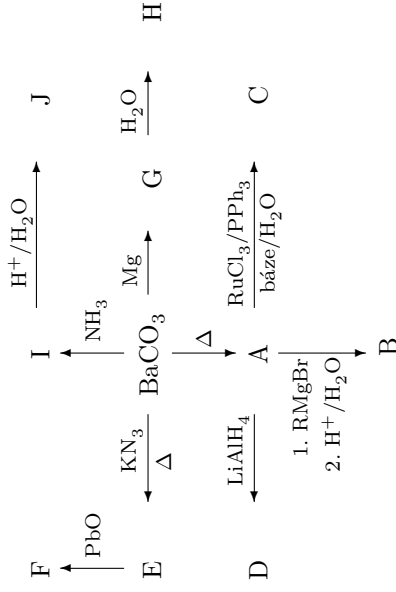 H⁺/H₂O
F I J
PbO NH₃
KN₃ Mg H₂O
E BaCO₃ G H
Δ
Δ
LiAlH₄ RuCl₃/PPh₃
D A C
báze/H₂O
1. RMgBr
2. H⁺/H₂O
B